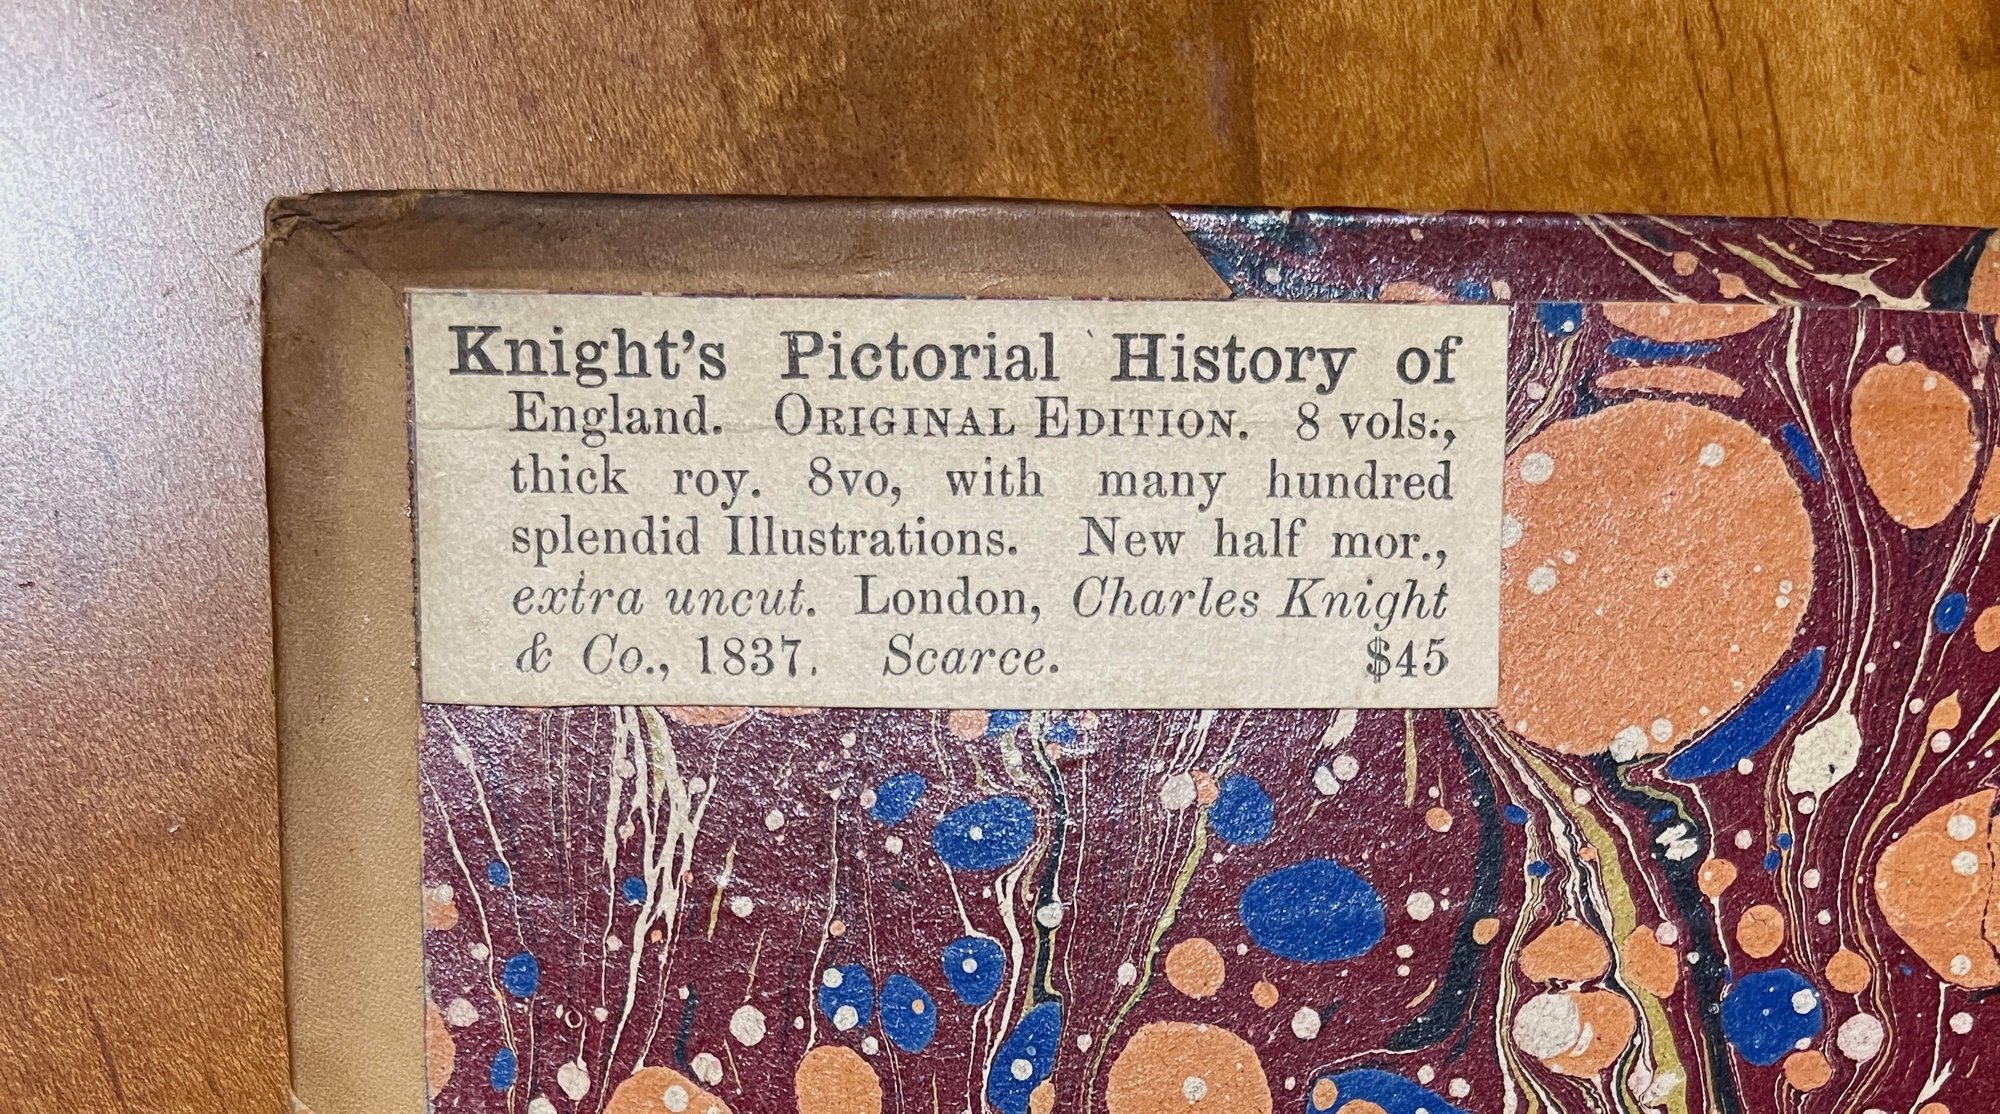 Knight's Pictorial History of
England. ORIGINAL EDITION. 8 vols.,
thick roy. 8vo, with many hundred
splendid Illustrations. New half mor.,
extra uncut. London, Charles Knight
& Co., 1837. Scarce. $45